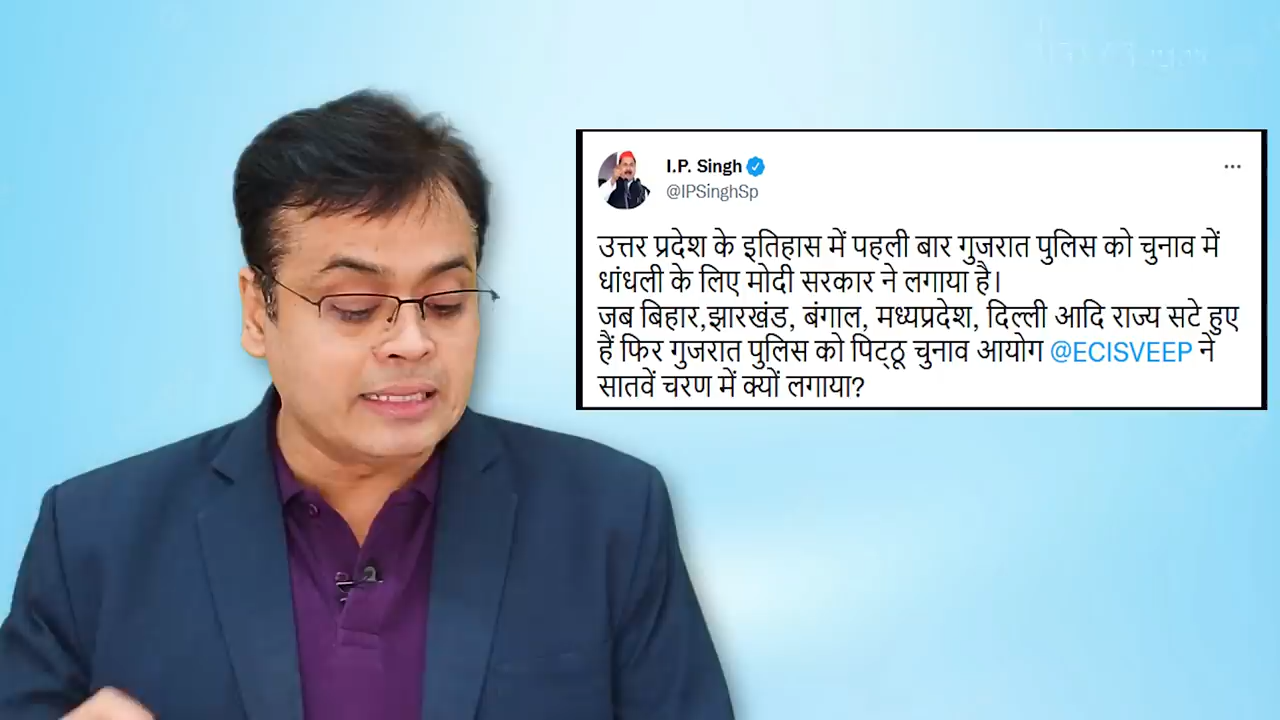 I.P. Singh
@IPSinghSp
उत्तर प्रदेश के इतिहास में पहली बार गुजरात पुलिस को चुनाव में
धांधली के लिए मोदी सरकार ने लगाया है।
जब बिहार,झारखंड, बंगाल, मध्यप्रदेश, दिल्ली आदि राज्य सटे हुए
हैं फिर गुजरात पुलिस को पिट्ठू चुनाव आयोग @ECISVEEP ने
सातवें चरण में क्यों लगाया?